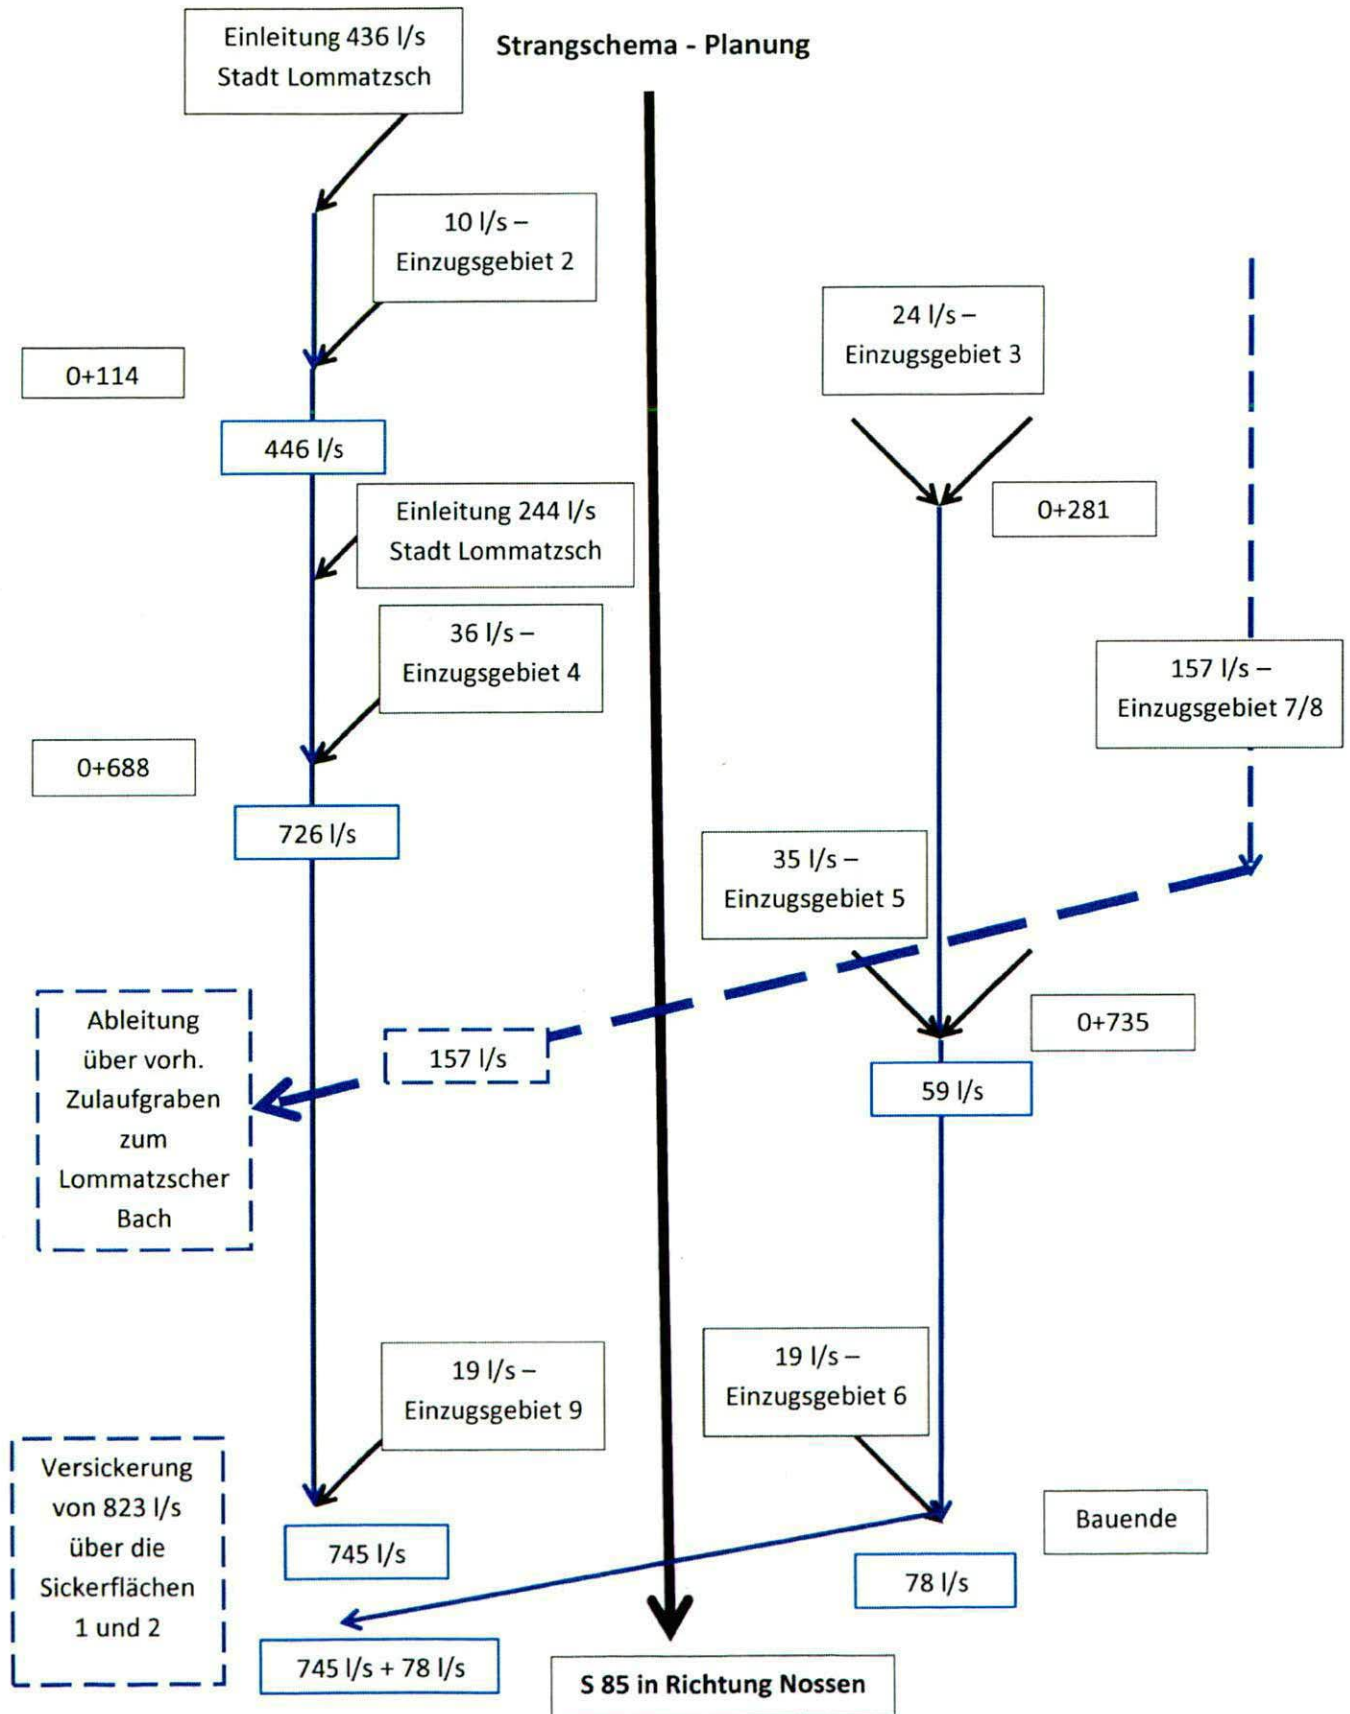 Einleitung 436 l/s
Stadt Lommatzsch
Strangschema - Planung
10 l/s –
Einzugsgebiet 2
24 l/s –
Einzugsgebiet 3
0+114
446 l/s
Einleitung 244 l/s
Stadt Lommatzsch
0+281
36 l/s –
Einzugsgebiet 4
157 l/s –
Einzugsgebiet 7/8
0+688
726 l/s
35 l/s –
Einzugsgebiet 5
Ableitung
über vorh.
Zulaufgraben
zum
Lommatzscher
Bach
157 l/s
0+735
59 l/s
19 l/s –
Einzugsgebiet 9
19 l/s –
Einzugsgebiet 6
Versickerung
von 823 l/s
über die
Sickerflächen
1 und 2
745 l/s
Bauende
78 l/s
745 l/s + 78 l/s
S 85 in Richtung Nossen